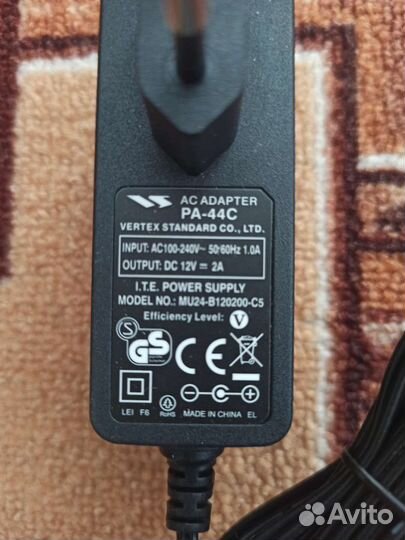 AC ADAPTER
PA-44C
VERTEX STANDARD CO., LTD.
INPUT: AC100-240V~ 50-60Hz 1.0A
OUTPUT: DC 12V ⎓ 2A
I.T.E. POWER SUPPLY
MODEL NO.: MU24-B120200-C5
Efficiency Level: V
S
GS
CE
LEI F6
RoHS
MADE IN CHINA EL
Avito